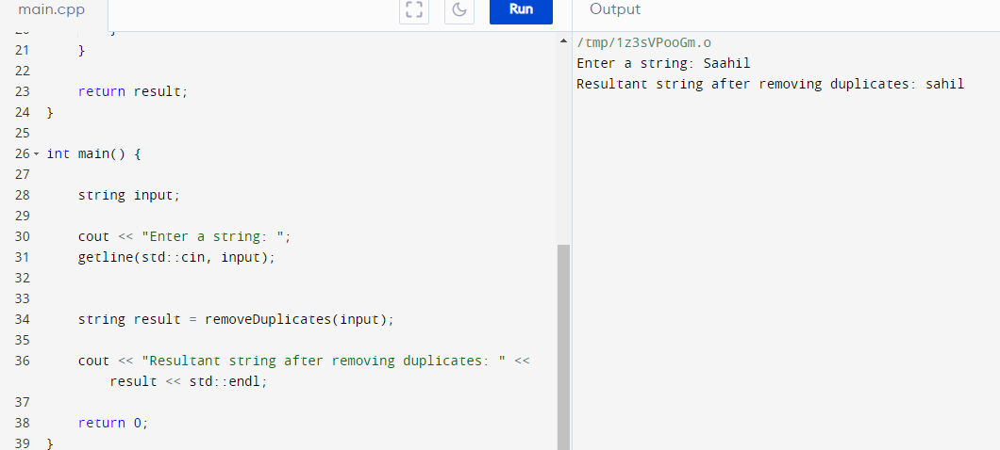 main.cpp
Run
Output
21 }
22
23 return result;
24 }
25
26 int main() {
27
28 string input;
29
30 cout << "Enter a string: ";
31 getline(std::cin, input);
32
33
34 string result = removeDuplicates(input);
35
36 cout << "Resultant string after removing duplicates: " <<
result << std::endl;
37
38 return 0;
39 }
/tmp/1z3sVPooGm.o
Enter a string: Saahil
Resultant string after removing duplicates: sahil